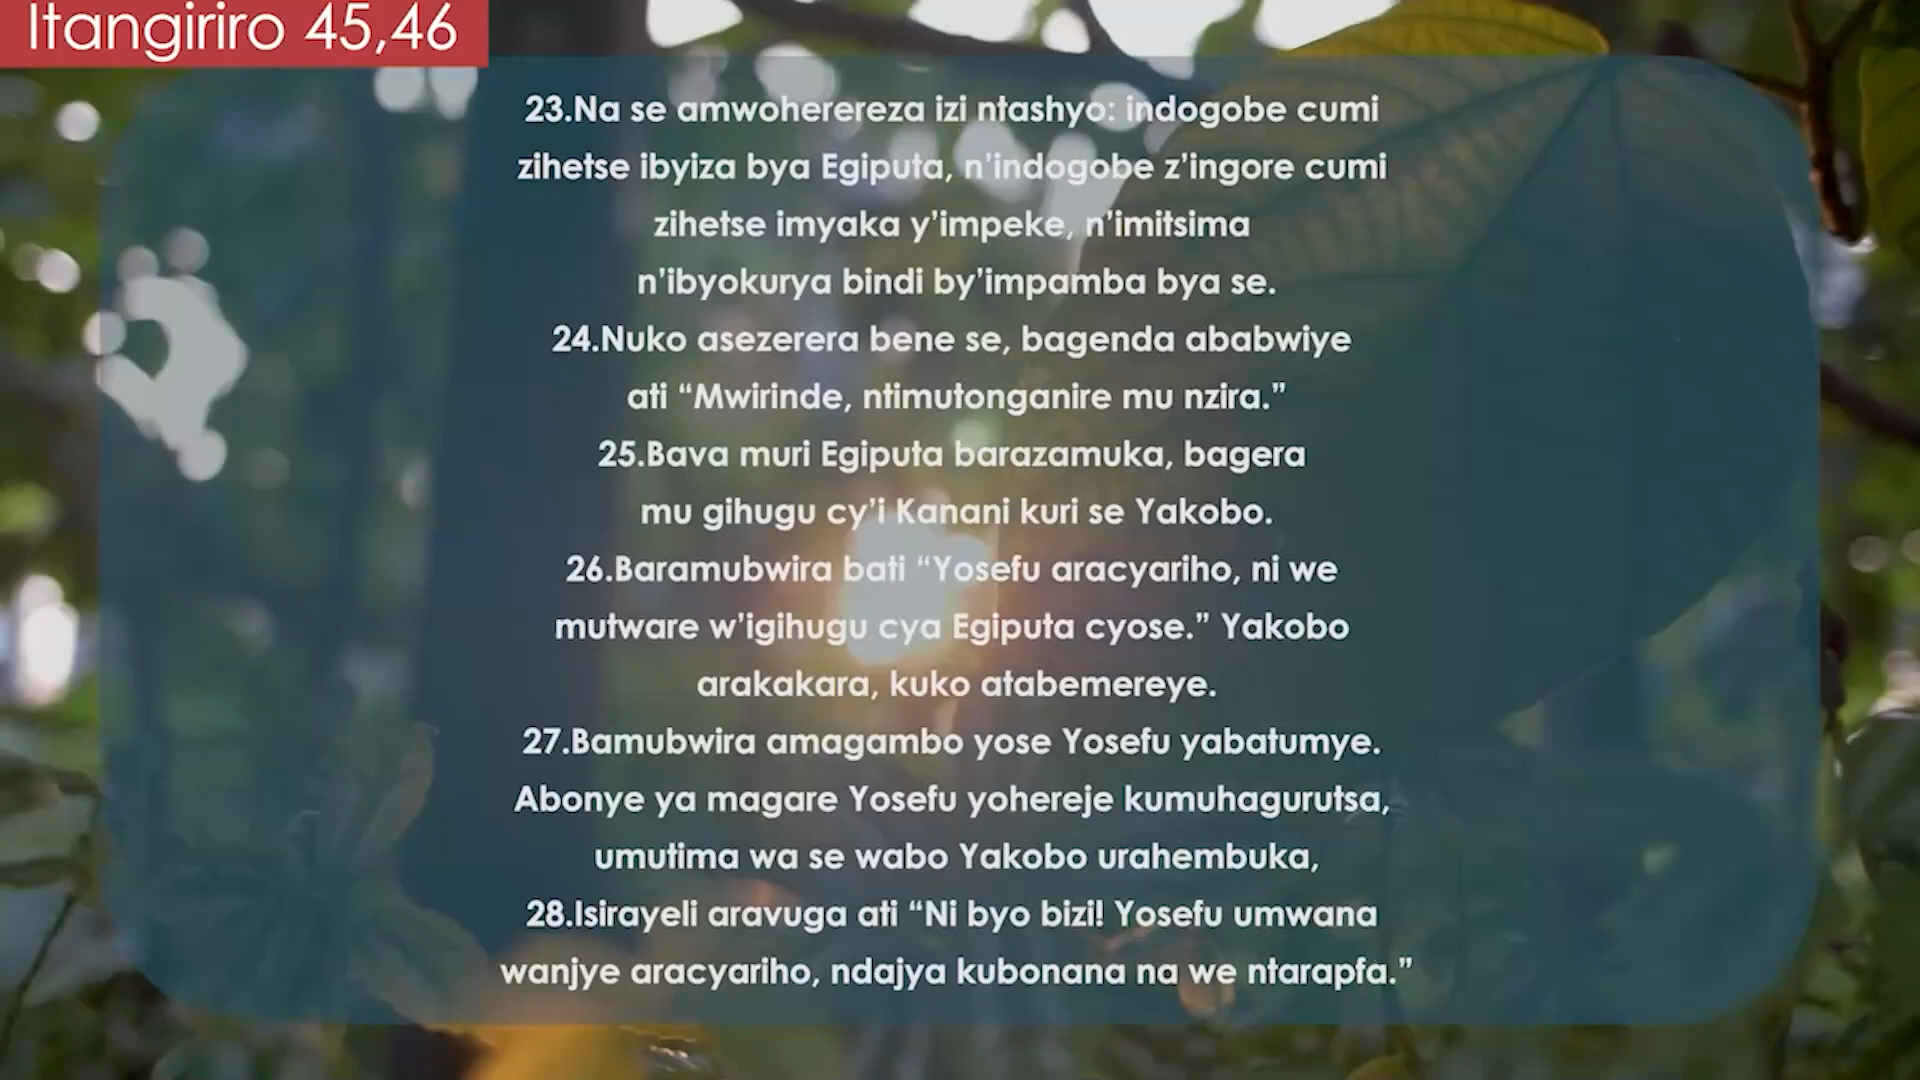 Itangiriro 45,46
23.Na se amwoherereza izi ntashyo: indogobe cumi
zihetse ibyiza bya Egiputa, n’indogobe z’ingore cumi
zihetse imyaka y’impeke, n’imitsima
n’ibyokurya bindi by’impamba bya se.
24.Nuko asezerera bene se, bagenda ababwiye
ati “Mwirinde, ntimutonganire mu nzira.”
25.Bava muri Egiputa barazamuka, bagera
mu gihugu cy’i Kanani kuri se Yakobo.
26.Baramubwira bati “Yosefu aracyariho, ni we
mutware w’igihugu cya Egiputa cyose.” Yakobo
arakakara, kuko atabemereye.
27.Bamubwira amagambo yose Yosefu yabatumye.
Abonye ya magare Yosefu yohereje kumuhagurutsa,
umutima wa se wabo Yakobo urahembuka,
28.Isirayeli aravuga ati “Ni byo bizi! Yosefu umwana
wanjye aracyariho, ndajya kubonana na we ntarapfa.”